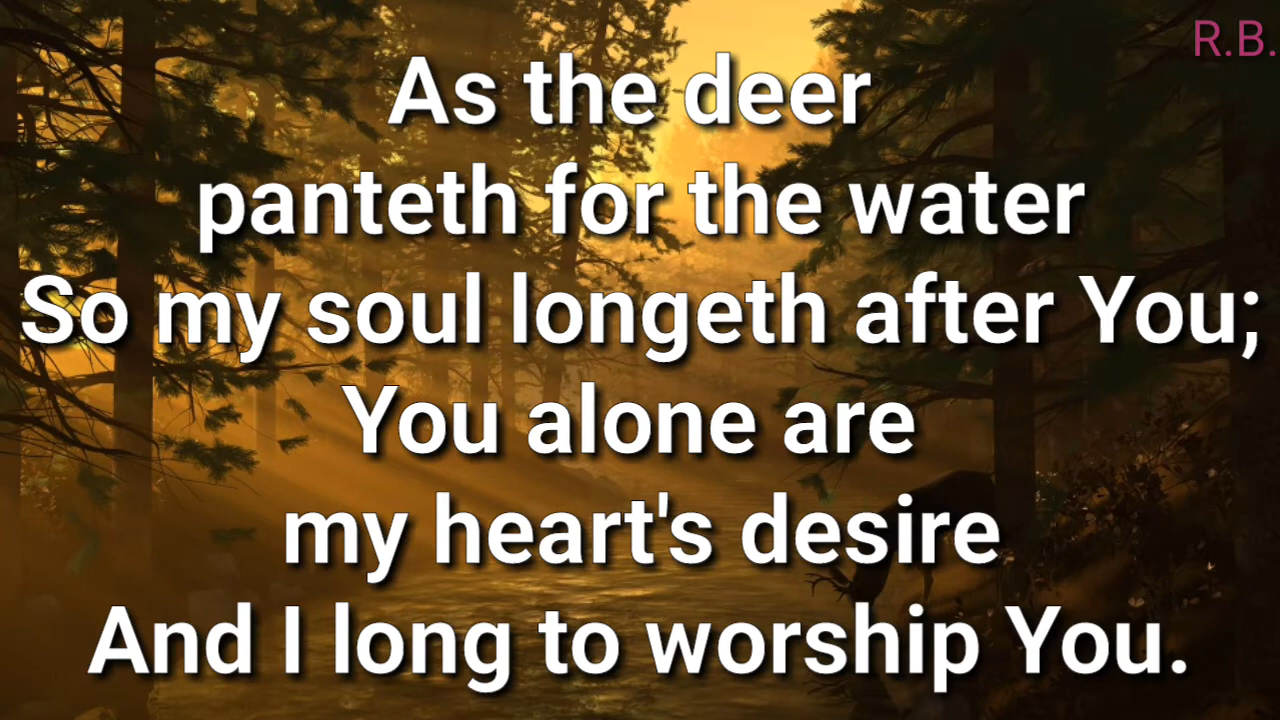 R.B.
As the deer
panteth for the water
So my soul longeth after You;
You alone are
my heart's desire
And I long to worship You.